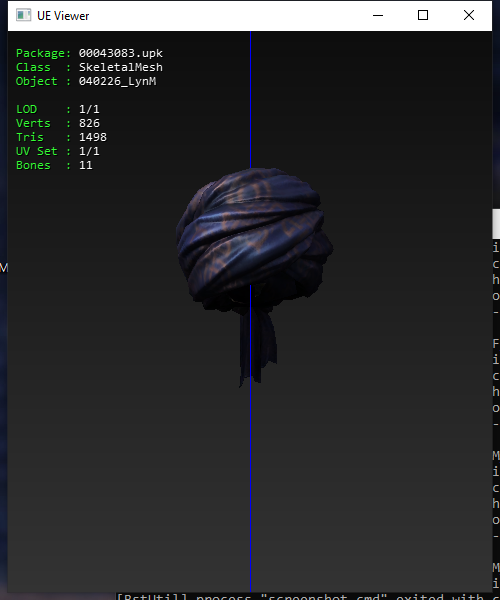 UE Viewer
Package: 00043083.upk
Class  : SkeletalMesh
Object : 040226_LynM
LOD    : 1/1
Verts  : 826
Tris   : 1498
UV Set : 1/1
Bones  : 11
M
i
c
h
o
-
F
i
c
h
o
-
M
i
c
h
o
-
M
i
[BstUtil] process "screenshot.cmd" exited with c